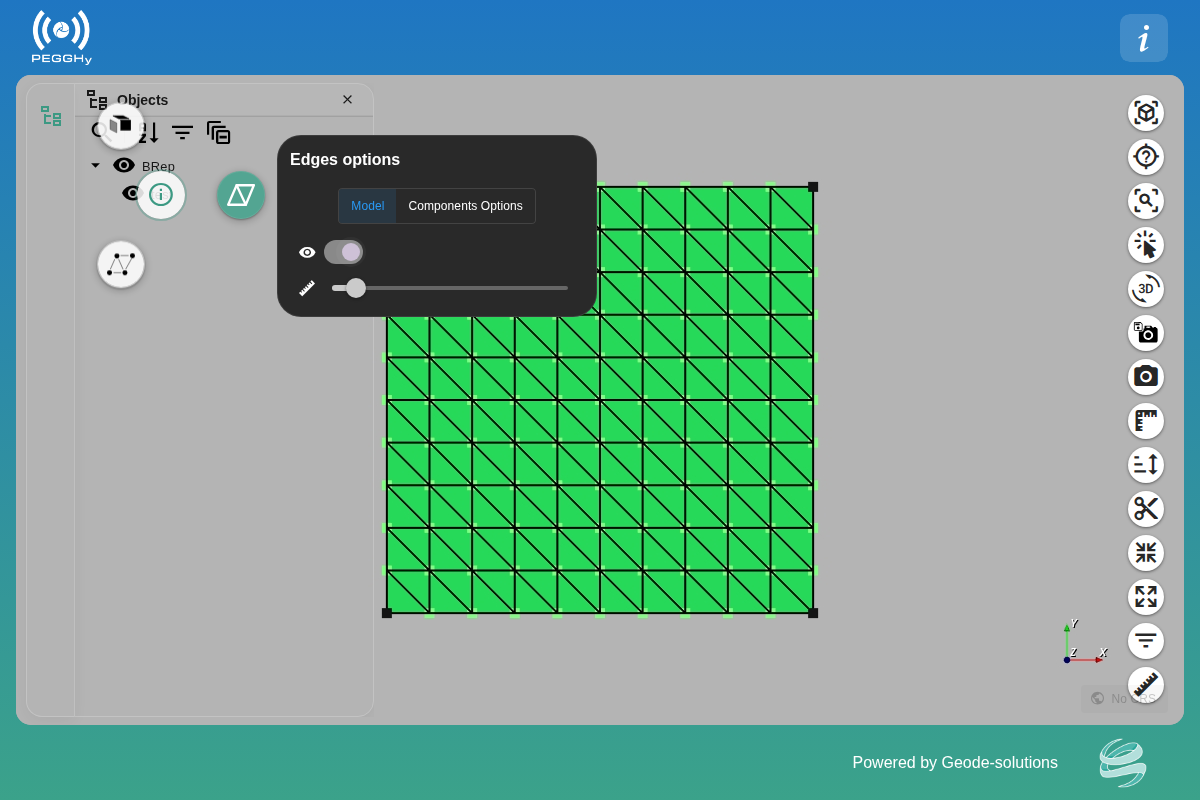 PEGGHy
i
Objects
BRep
Edges options
Model
Components Options
3D
Y
Z
X
No CRS
Powered by Geode-solutions